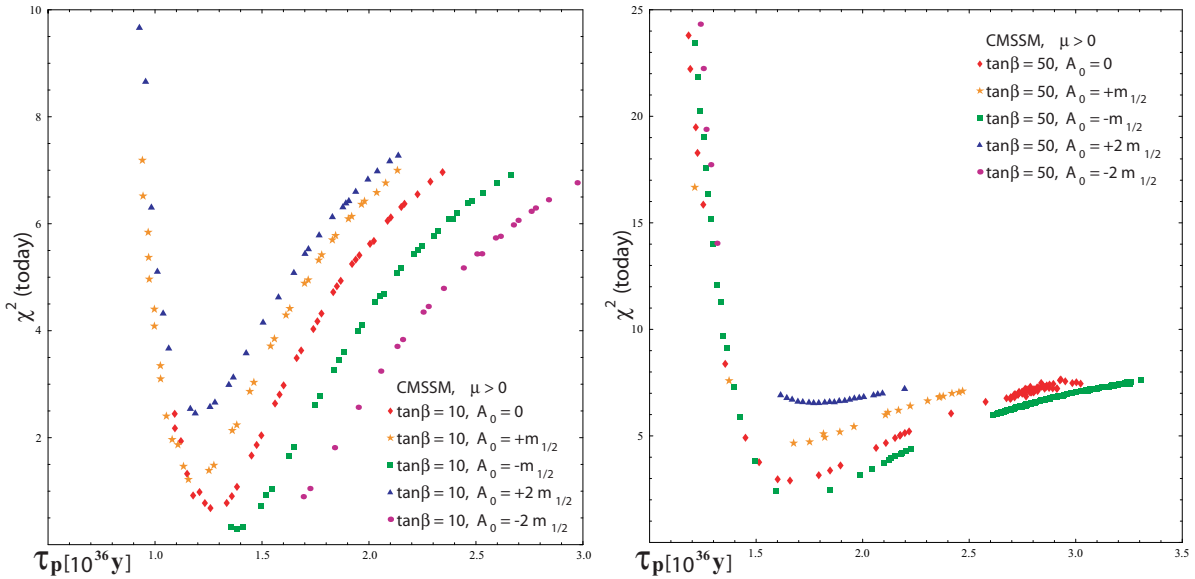 10
8
6
4
2
χ² (today)
CMSSM, μ > 0
tanβ = 10, A₀ = 0
tanβ = 10, A₀ = +m₁/₂
tanβ = 10, A₀ = -m₁/₂
tanβ = 10, A₀ = +2 m₁/₂
tanβ = 10, A₀ = -2 m₁/₂
τp[10³⁶y]
1.0
1.5
2.0
2.5
3.0
25
20
15
10
5
χ² (today)
CMSSM, μ > 0
tanβ = 50, A₀ = 0
tanβ = 50, A₀ = +m₁/₂
tanβ = 50, A₀ = -m₁/₂
tanβ = 50, A₀ = +2 m₁/₂
tanβ = 50, A₀ = -2 m₁/₂
τp[10³⁶y]
1.5
2.0
2.5
3.0
3.5